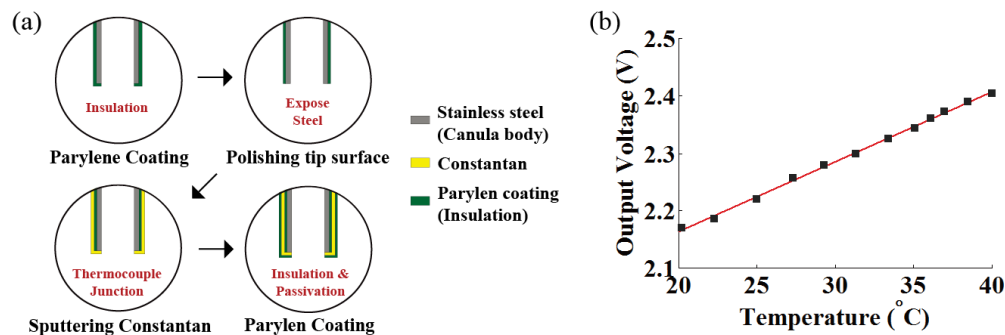 (a)
Insulation
Parylene Coating
Expose
Steel
Polishing tip surface
Thermocouple
Junction
Sputtering Constantan
Insulation &
Passivation
Parylen Coating
Stainless steel
(Canula body)
Constantan
Parylen coating
(Insulation)
(b)
Output Voltage (V)
2.5
2.4
2.3
2.2
2.1
20
25
30
35
40
Temperature (°C)